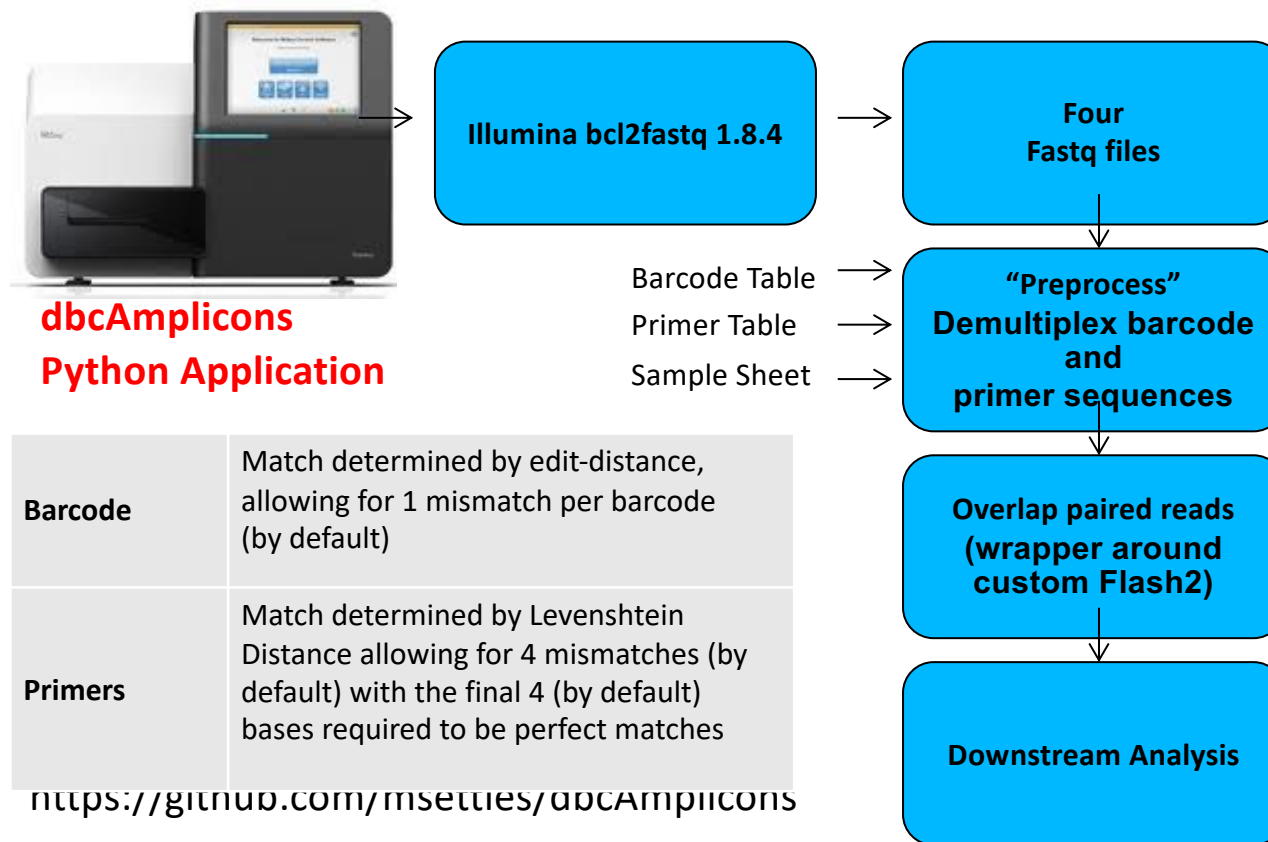 Illumina bcl2fastq 1.8.4
Four
Fastq files
dbcAmplicons
Python Application
Barcode Table
Primer Table
Sample Sheet
“Preprocess”
Demultiplex barcode
and
primer sequences
Barcode
Match determined by edit-distance,
allowing for 1 mismatch per barcode
(by default)
Primers
Match determined by Levenshtein
Distance allowing for 4 mismatches (by
default) with the final 4 (by default)
bases required to be perfect matches
Overlap paired reads
(wrapper around
custom Flash2)
Downstream Analysis
https://github.com/msettles/dbcAmplicons